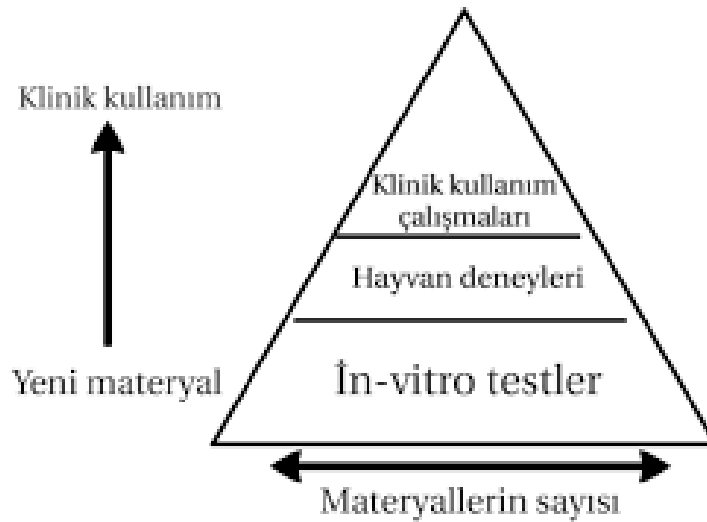 Klinik kullanım
Klinik kullanım
çalışmaları
Hayvan deneyleri
Yeni materyal
İn-vitro testler
Materyallerin sayısı